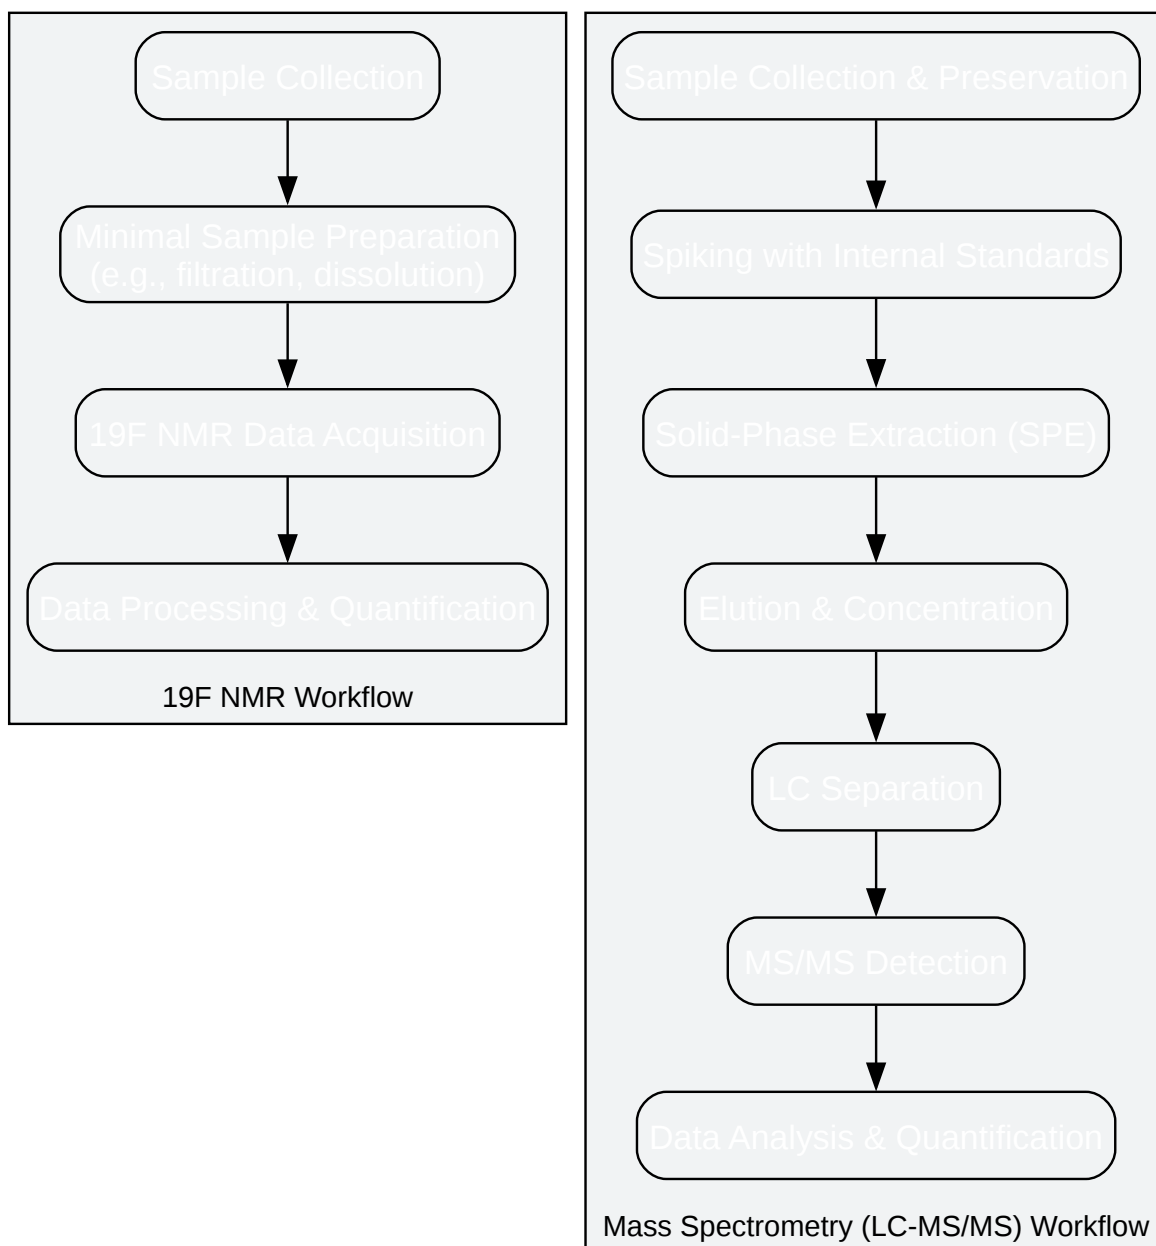 Sample Collection
Minimal Sample Preparation
(e.g., filtration, dissolution)
19F NMR Data Acquisition
Data Processing & Quantification
19F NMR Workflow
Sample Collection & Preservation
Spiking with Internal Standards
Solid-Phase Extraction (SPE)
Elution & Concentration
LC Separation
MS/MS Detection
Data Analysis & Quantification
Mass Spectrometry (LC-MS/MS) Workflow